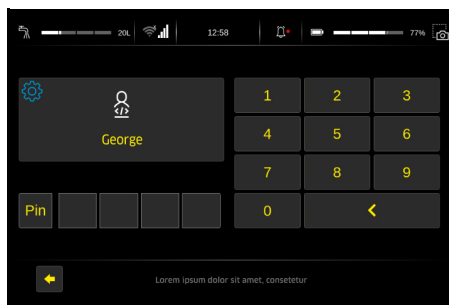 20L 12:58 77%
</>
George
1 2 3
4 5 6
7 8 9
Pin 0
Lorem ipsum dolor sit amet, consetetur